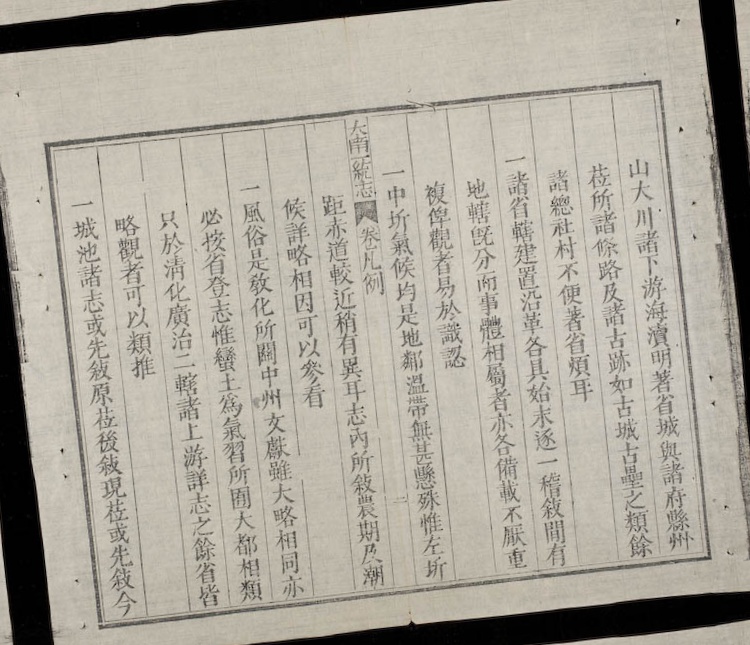 山大川諸下游海瀆明著省城與諸府縣州
莅所諸條路及諸古跡如古城古壘之類餘
諸總社村不便著省煩耳
一諸省轄建置沿革各具始末逐一稽敘間有
地轄既分而事體相蜀者亦各備載不厭重
複俾觀者易於識認
一中圻氣候均是地鄰溫帶無甚懸殊惟左圻
大南一統志 卷凡例
距赤道較近稍有異耳志內所敘農期及潮
候詳略相因可以參看
一風俗是敎化所關中州文獻雖大略相同亦
必按省登志惟蠻土爲氣習所囿大都相類
只於淸化廣治二轄諸上游詳志之餘省皆
略觀者可以類推
一城池諸志或先敍原莅後敍現莅或先敍今